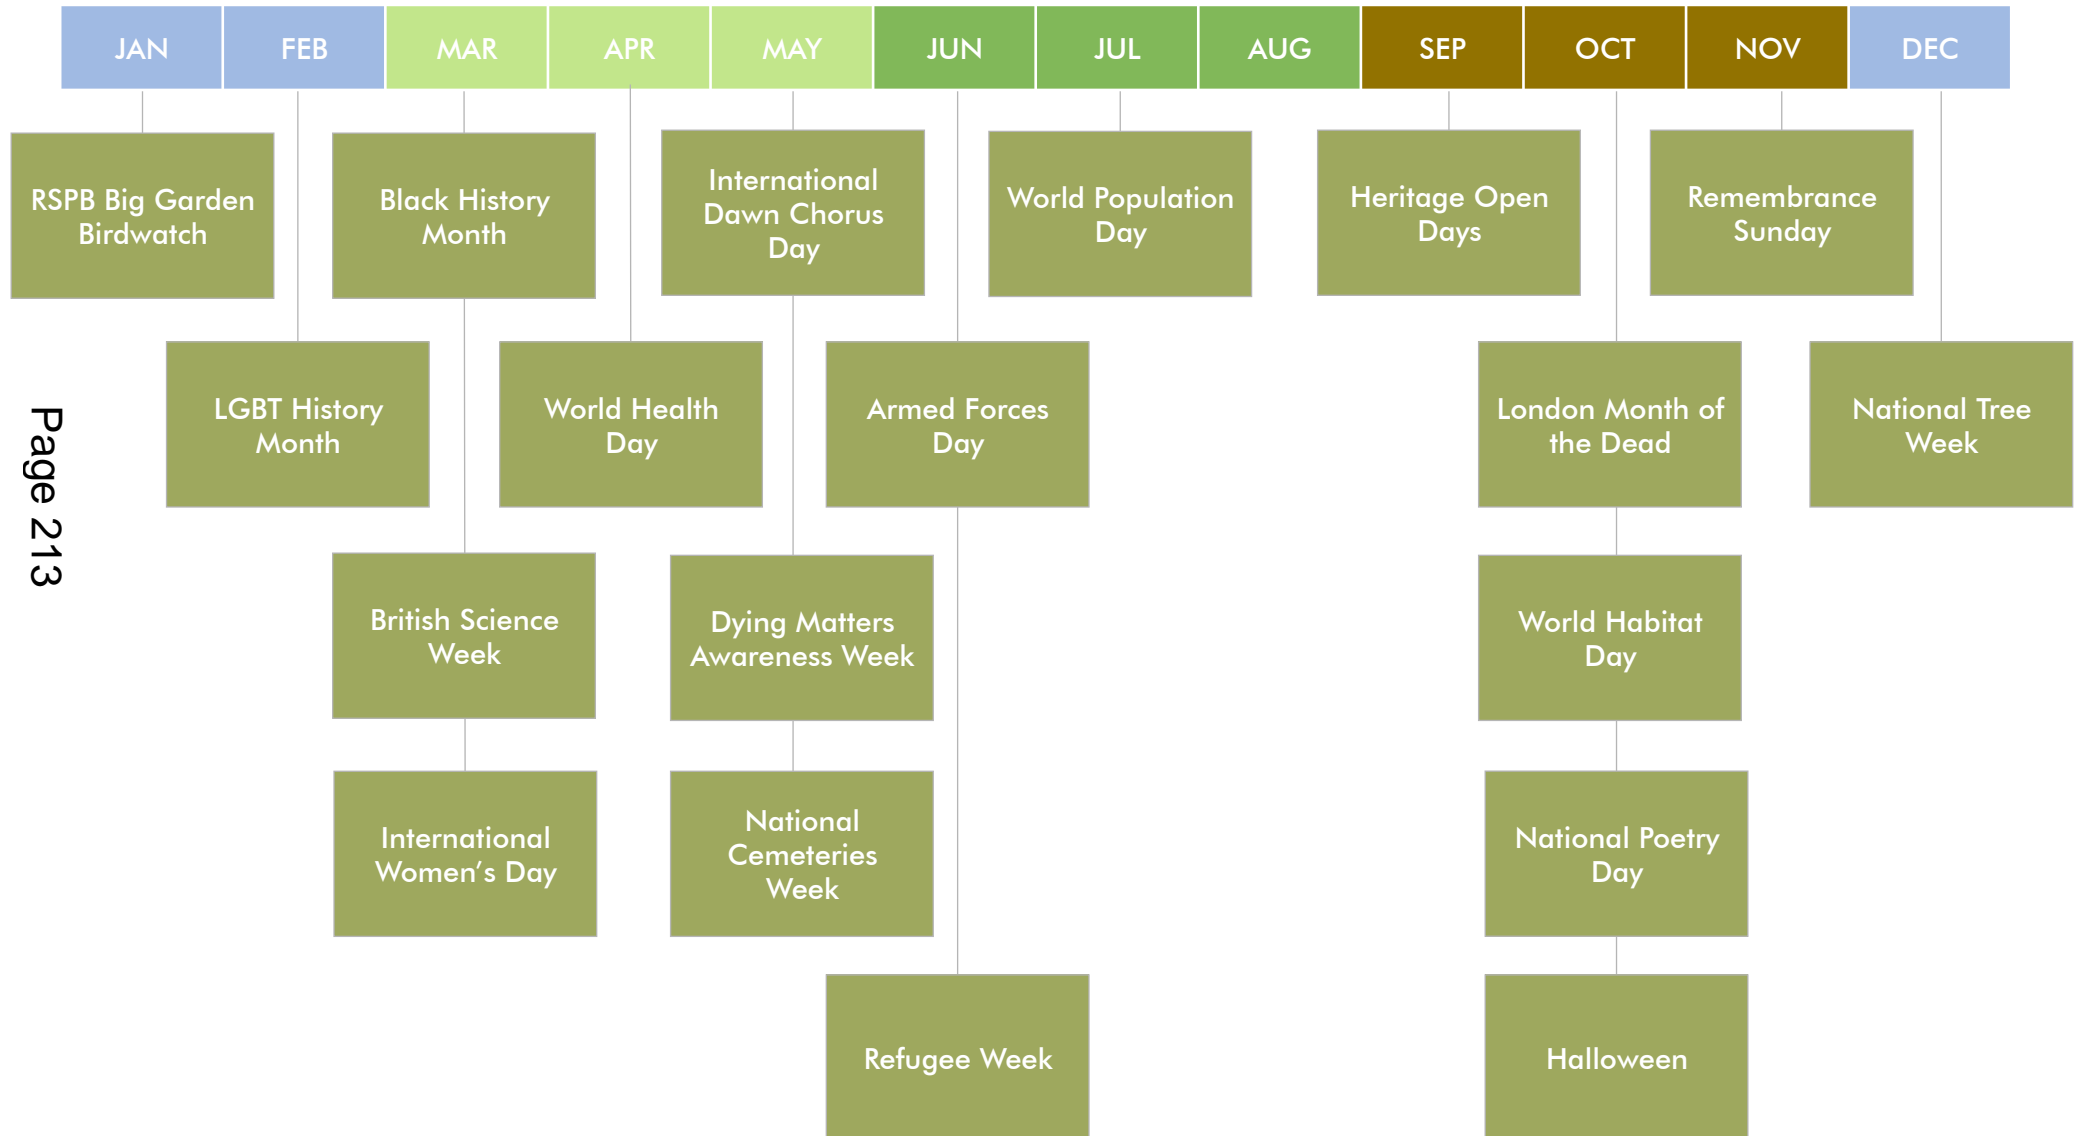 JAN
FEB
MAR
APR
MAY
JUN
JUL
AUG
SEP
OCT
NOV
DEC
RSPB Big Garden
Birdwatch
Black History
Month
International
Dawn Chorus
Day
World Population
Day
Heritage Open
Days
Remembrance
Sunday
LGBT History
Month
World Health
Day
Armed Forces
Day
London Month of
the Dead
National Tree
Week
Page 213
British Science
Week
Dying Matters
Awareness Week
World Habitat
Day
International
Women’s Day
National
Cemeteries
Week
National Poetry
Day
Refugee Week
Halloween